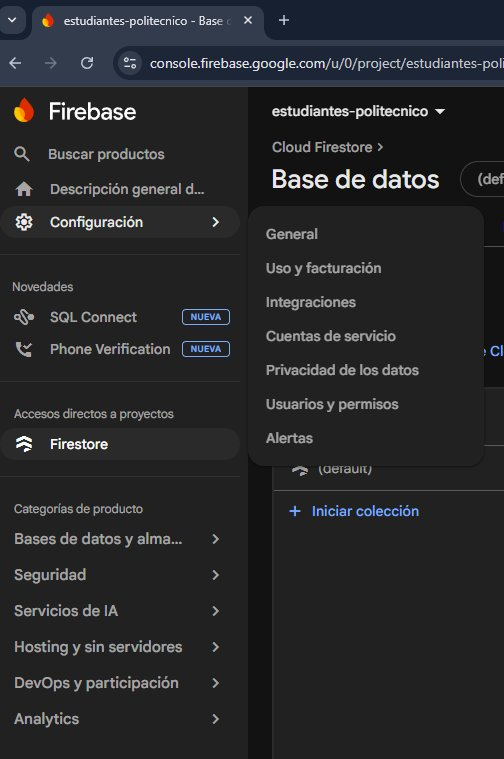 estudiantes-politecnico - Base d
console.firebase.google.com/u/0/project/estudiantes-poli
Firebase
Buscar productos
Descripción general d...
Configuración
Novedades
SQL Connect NUEVA
Phone Verification NUEVA
Accesos directos a proyectos
Firestore
Categorías de producto
Bases de datos y alma...
Seguridad
Servicios de IA
Hosting y sin servidores
DevOps y participación
Analytics
estudiantes-politecnico
Cloud Firestore >
Base de datos
(def
General
Uso y facturación
Integraciones
Cuentas de servicio
Privacidad de los datos
Usuarios y permisos
Alertas
e Cl
(default)
+ Iniciar colección